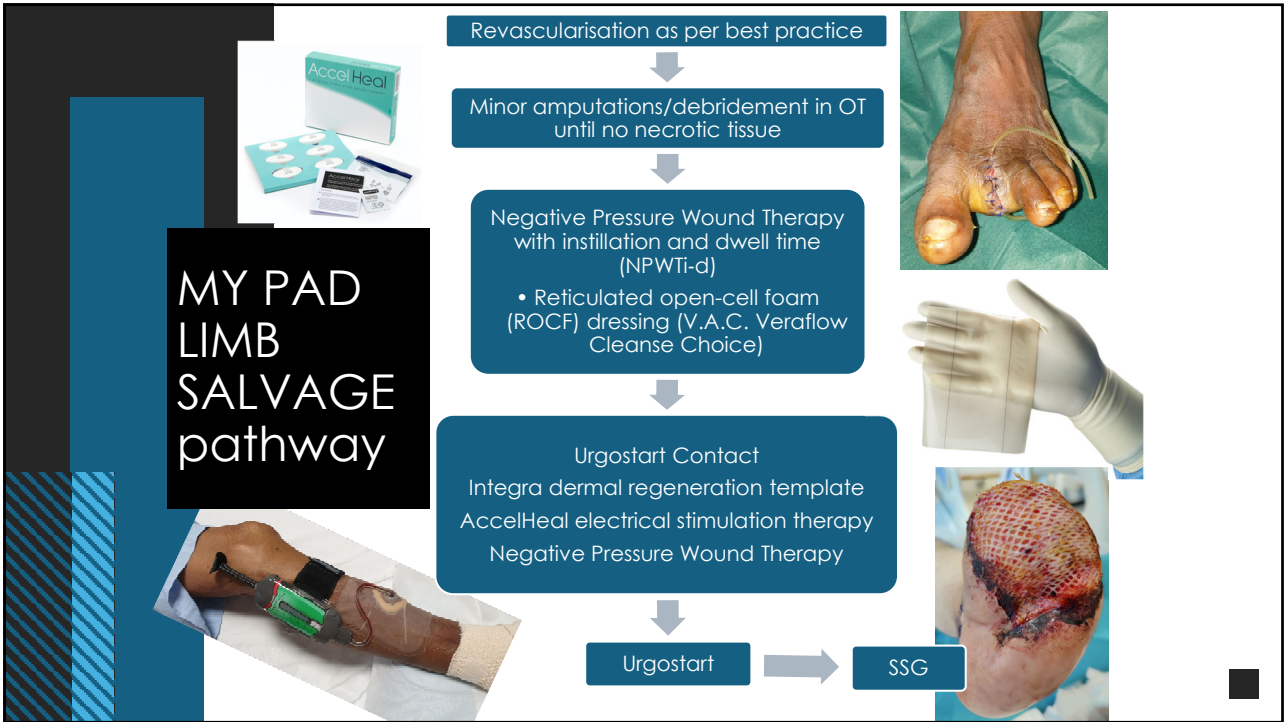 Revascularisation as per best practice
Accel Heal
Minor amputations/debridement in OT
until no necrotic tissue
AccelHeal
Negative Pressure Wound Therapy
with instillation and dwell time
(NPWTi-d)
• Reticulated open-cell foam
(ROCF) dressing (V.A.C. Veraflow
Cleanse Choice)
MY PAD
LIMB
SALVAGE
pathway
Urgostart Contact
Integra dermal regeneration template
AccelHeal electrical stimulation therapy
Negative Pressure Wound Therapy
Urgostart
SSG